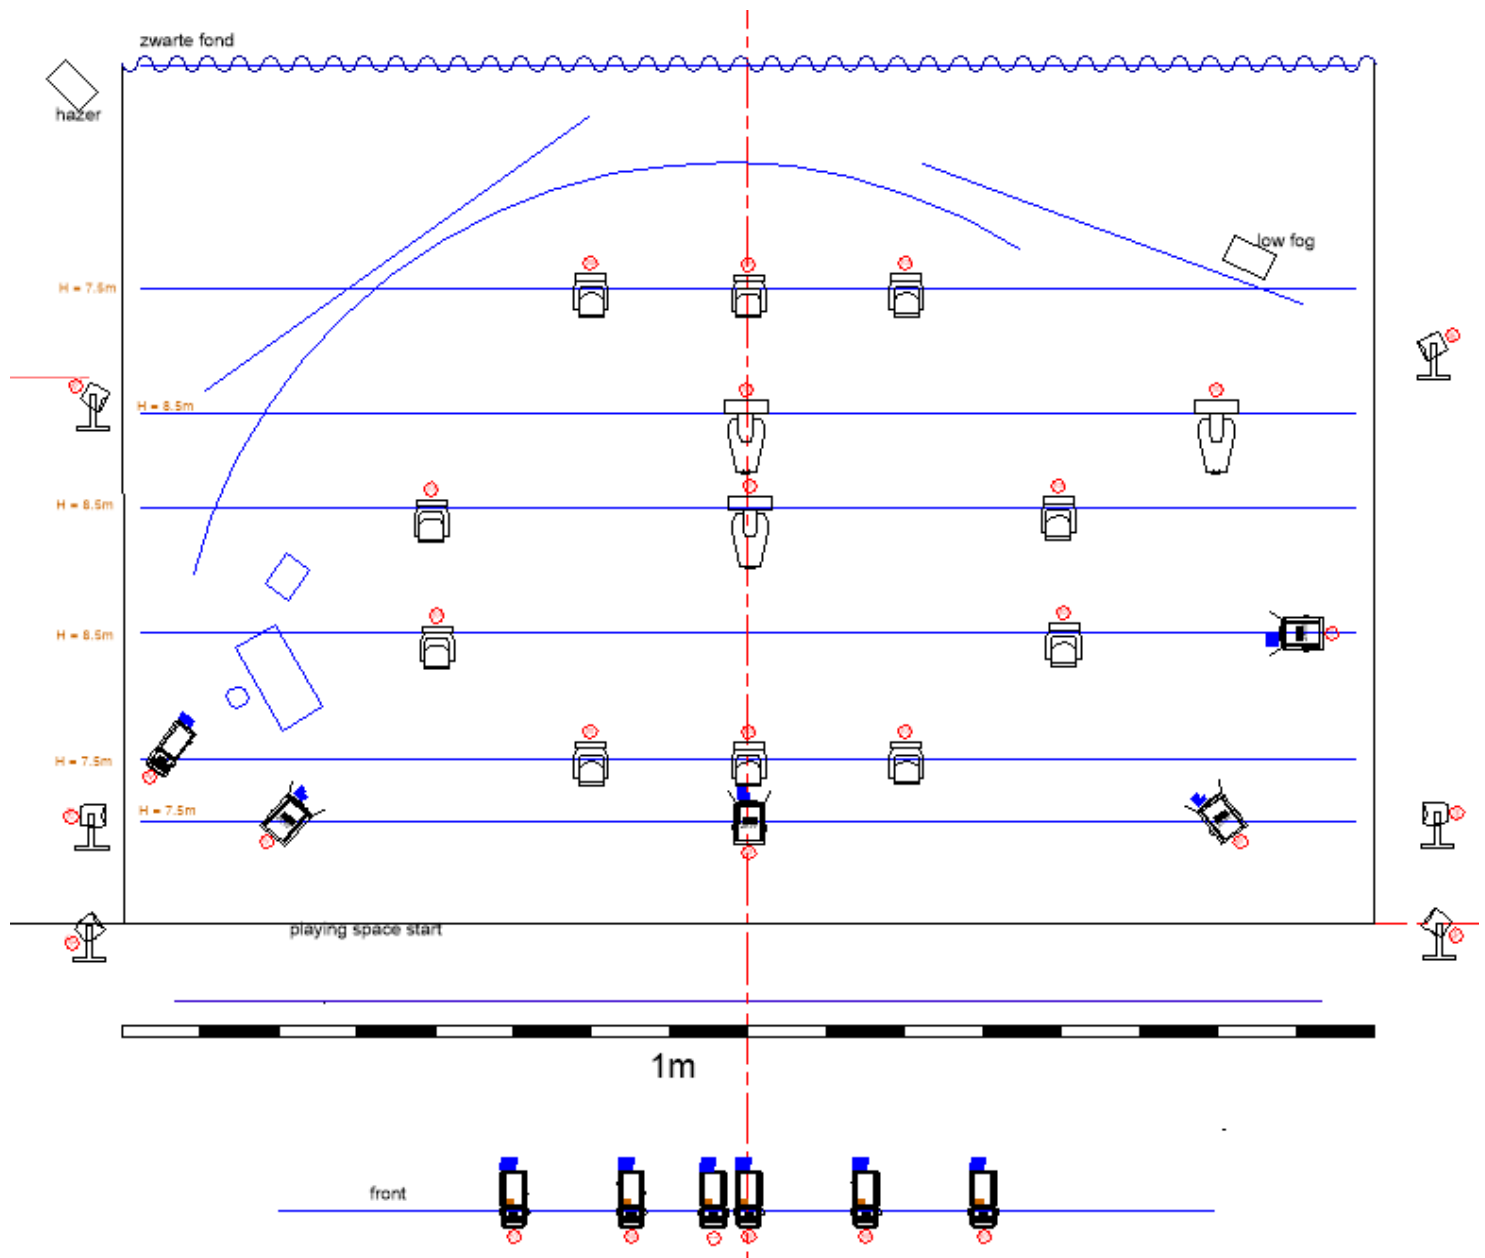 zwarte fond
hazer
low fog
H = 7.5m
H = 8.5m
H = 8.5m
H = 8.5m
H = 7.5m
H = 7.5m
playing space start
1m
front